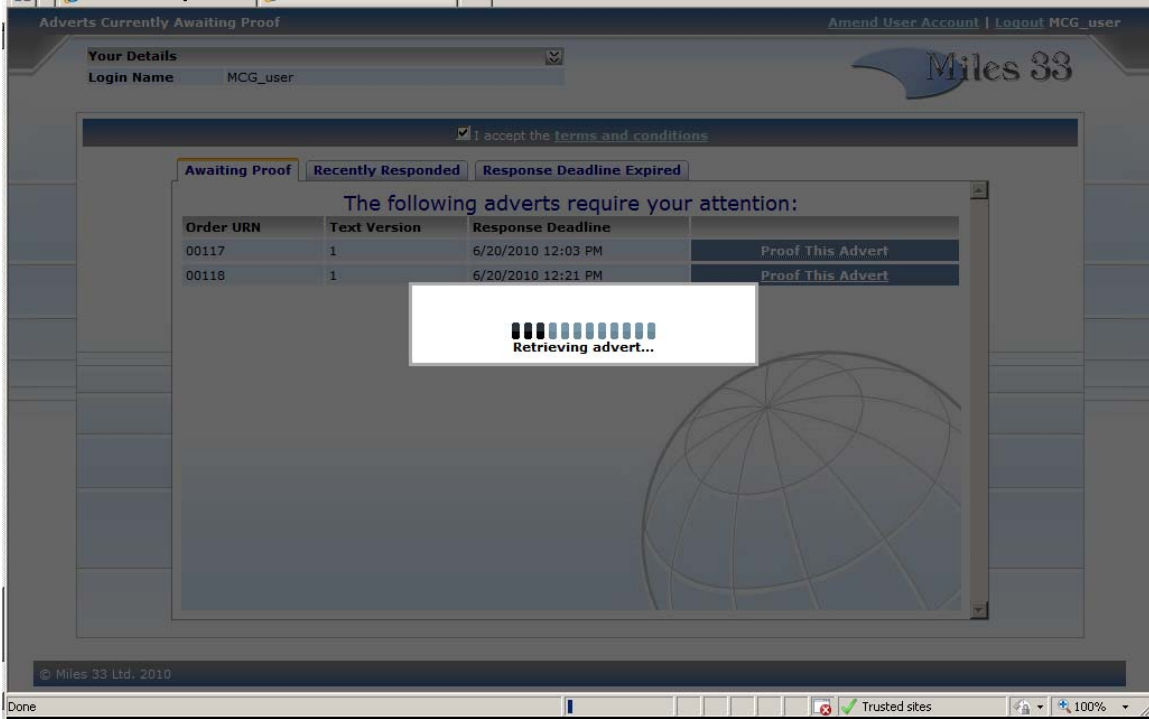 Adverts Currently Awaiting Proof Amend User Account | Logout MCG_user
Your Details
Login Name MCG_user
Miles 33
I accept the terms and conditions
Awaiting Proof Recently Responded Response Deadline Expired
The following adverts require your attention:
Order URN Text Version Response Deadline
00117 1 6/20/2010 12:03 PM Proof This Advert
00118 1 6/20/2010 12:21 PM Proof This Advert
Retrieving advert...
© Miles 33 Ltd. 2010
Done Trusted sites 100%